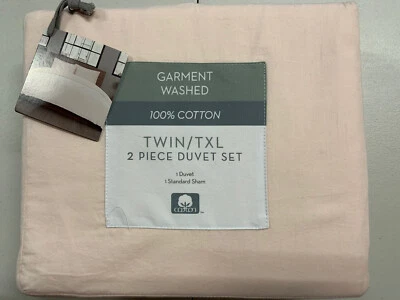 GARMENT
WASHED
100% COTTON
TWIN/TXL
2 PIECE DUVET SET
1 Duvet
1 Standard Sham